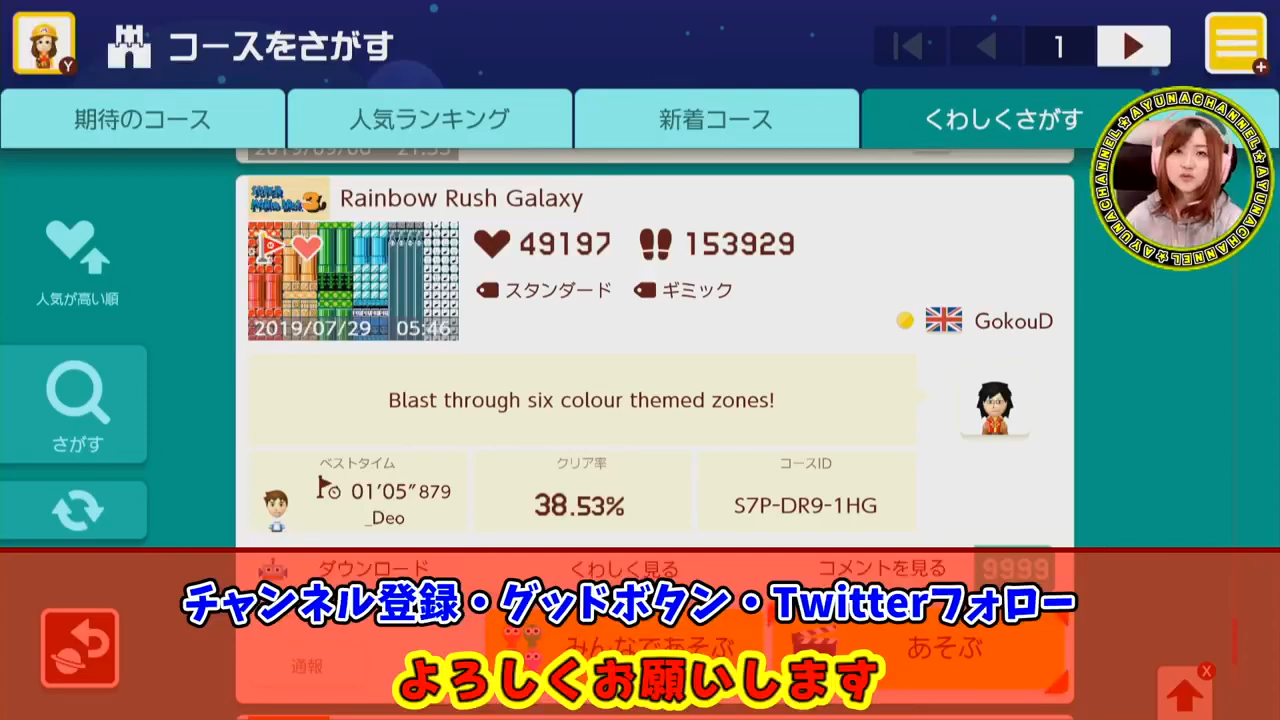 コースをさがす
1
Y
+
期待のコース
人気ランキング
新着コース
くわしくさがす
AYUNACHANNEL★AYUNACHANNEL★AYUNACHANNEL★
人気が高い順
さがす
SUPER MARIO BROS. 3
Rainbow Rush Galaxy
49197
153929
スタンダード
ギミック
2019/07/29 05:46
GokouD
Blast through six colour themed zones!
ベストタイム
01'05"879
_Deo
クリア率
38.53%
コースID
S7P-DR9-1HG
ダウンロード
くわしく見る
コメントを見る
9999
チャンネル登録・グッドボタン・Twitterフォロー
みんなであそぶ
あそぶ
通報
よろしくお願いします
X